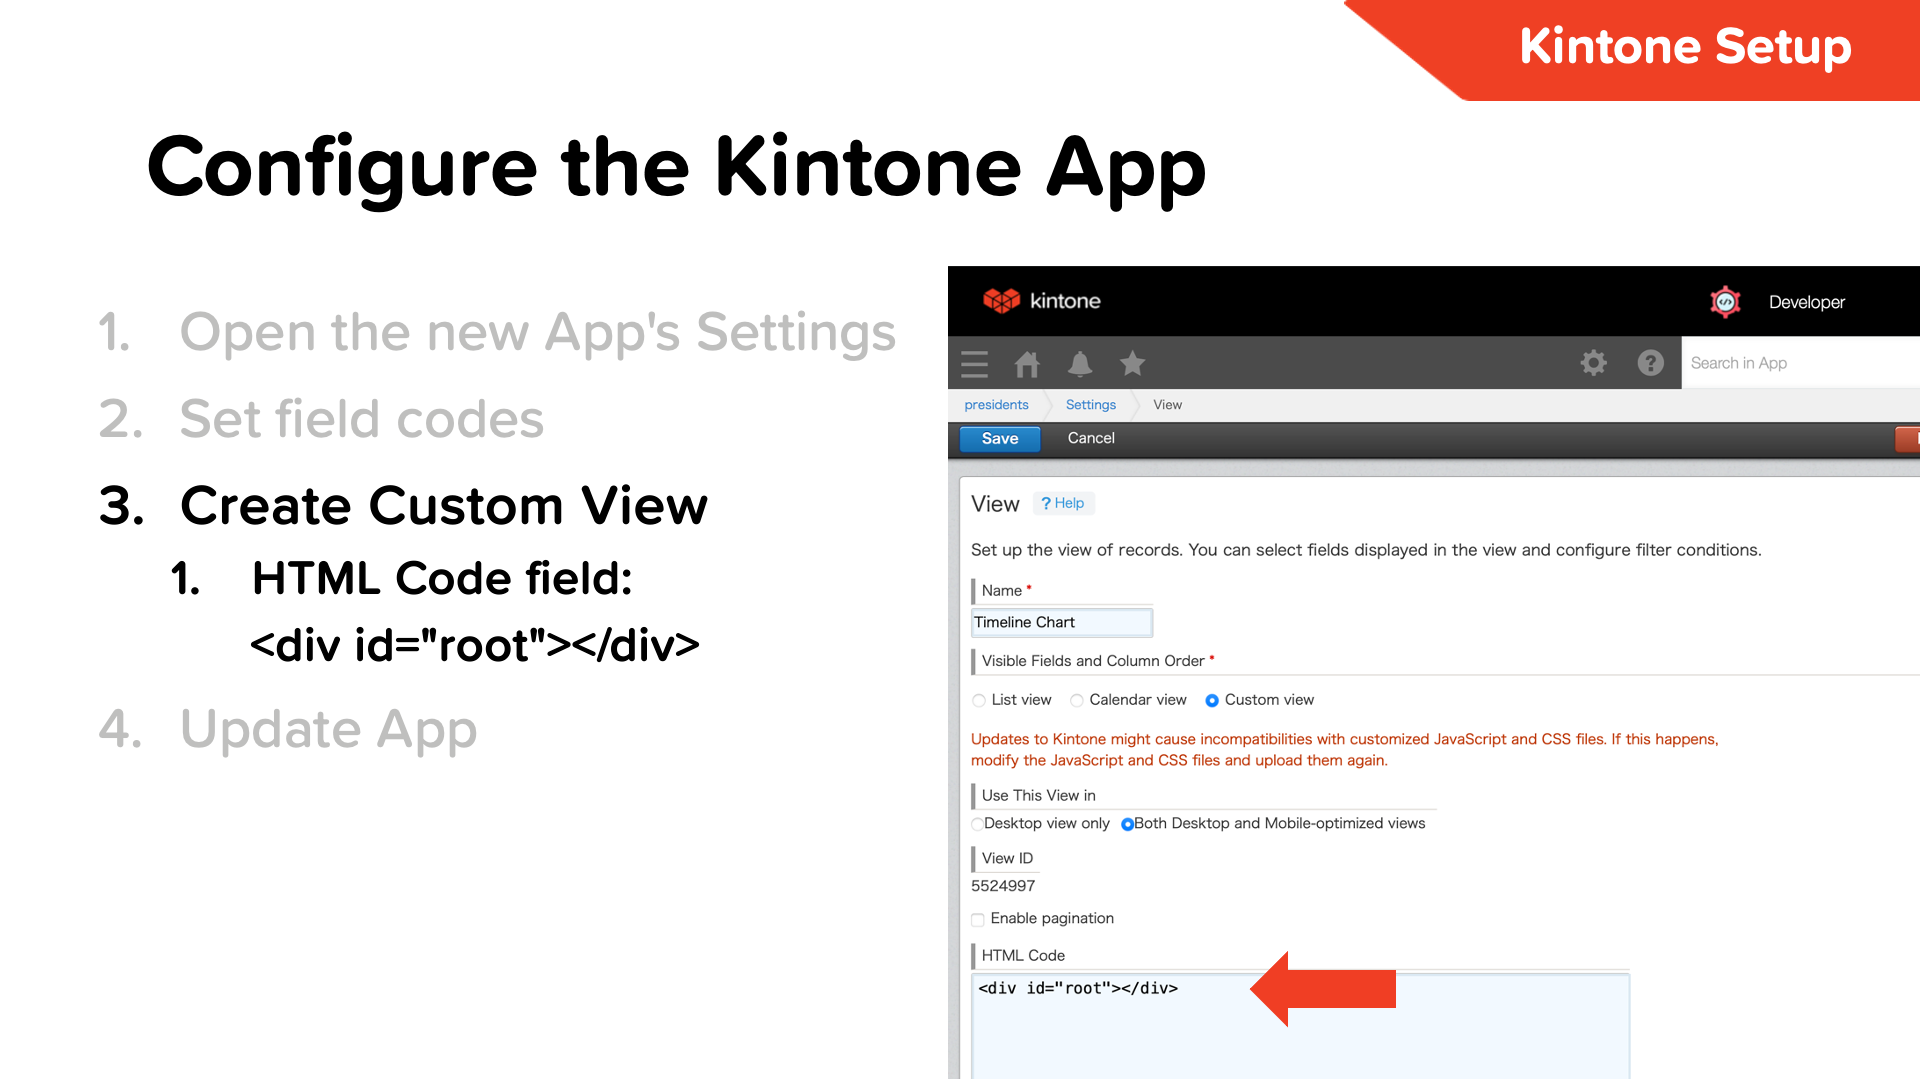 Kintone Setup
Configure the Kintone App
1. Open the new App's Settings
2. Set field codes
3. Create Custom View
1. HTML Code field:
<div id="root"></div>
4. Update App
kintone
Developer
Search in App
presidents Settings View
Save Cancel
View ? Help
Set up the view of records. You can select fields displayed in the view and configure filter conditions.
Name *
Timeline Chart
Visible Fields and Column Order *
List view Calendar view Custom view
Updates to Kintone might cause incompatibilities with customized JavaScript and CSS files. If this happens,
modify the JavaScript and CSS files and upload them again.
Use This View in
Desktop view only Both Desktop and Mobile-optimized views
View ID
5524997
Enable pagination
HTML Code
<div id="root"></div>